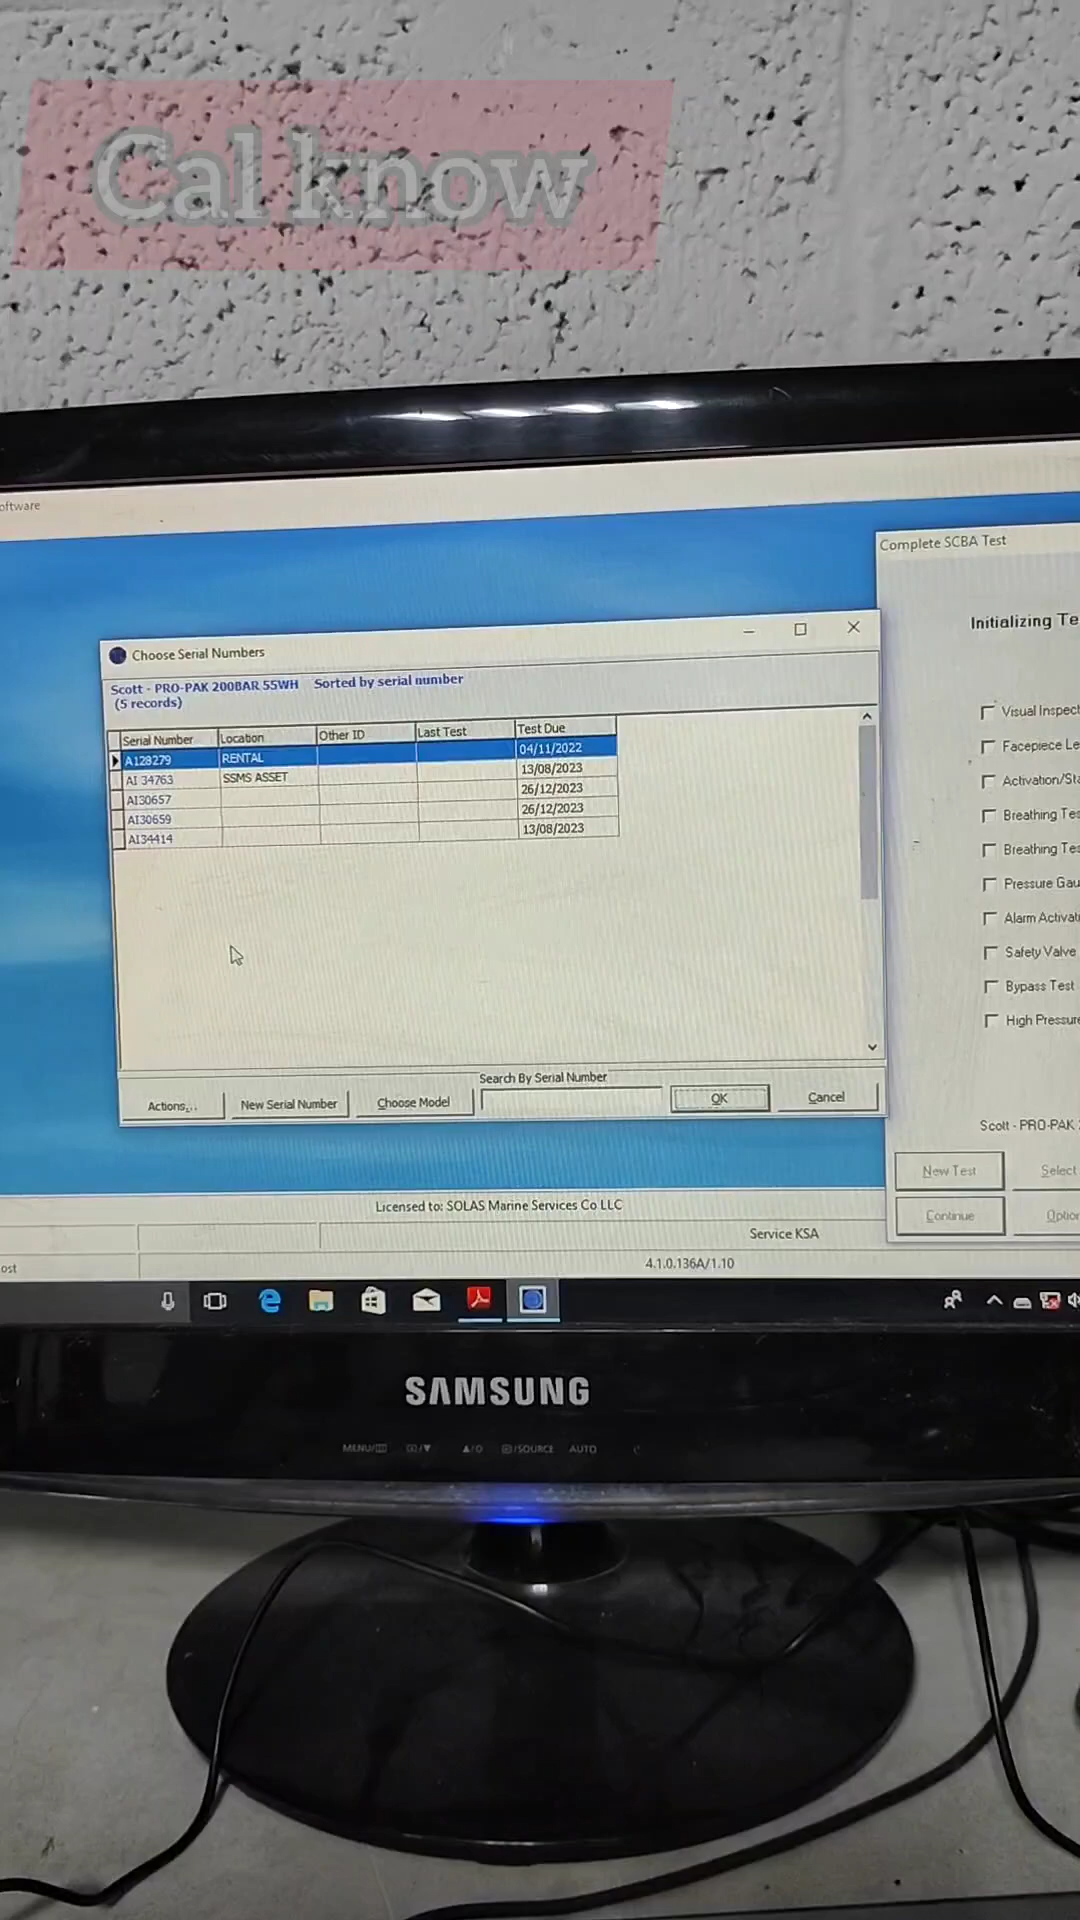 Cal know
oftware
Complete SCBA Test
Initializing Te
Choose Serial Numbers
Scott - PRO-PAK 200BAR 55WH Sorted by serial number
(5 records)
Serial Number Location Other ID Last Test Test Due
A128279 RENTAL 04/11/2022
AI 34763 SSMS ASSET 13/08/2023
AI30657 26/12/2023
AI30659 26/12/2023
AI34414 13/08/2023
Visual Inspect
Facepiece Le
Activation/Sta
Breathing Tes
Breathing Tes
Pressure Gau
Alarm Activati
Safety Valve
Bypass Test
High Pressure
Search By Serial Number
Actions... New Serial Number Choose Model OK Cancel
Scott - PRO-PAK 2
New Test Select
Continue Option
Licensed to: SOLAS Marine Services Co LLC
Service KSA
ost 4.1.0.136A/1.10
SAMSUNG
MENU/ /▼ ▲/ /SOURCE AUTO